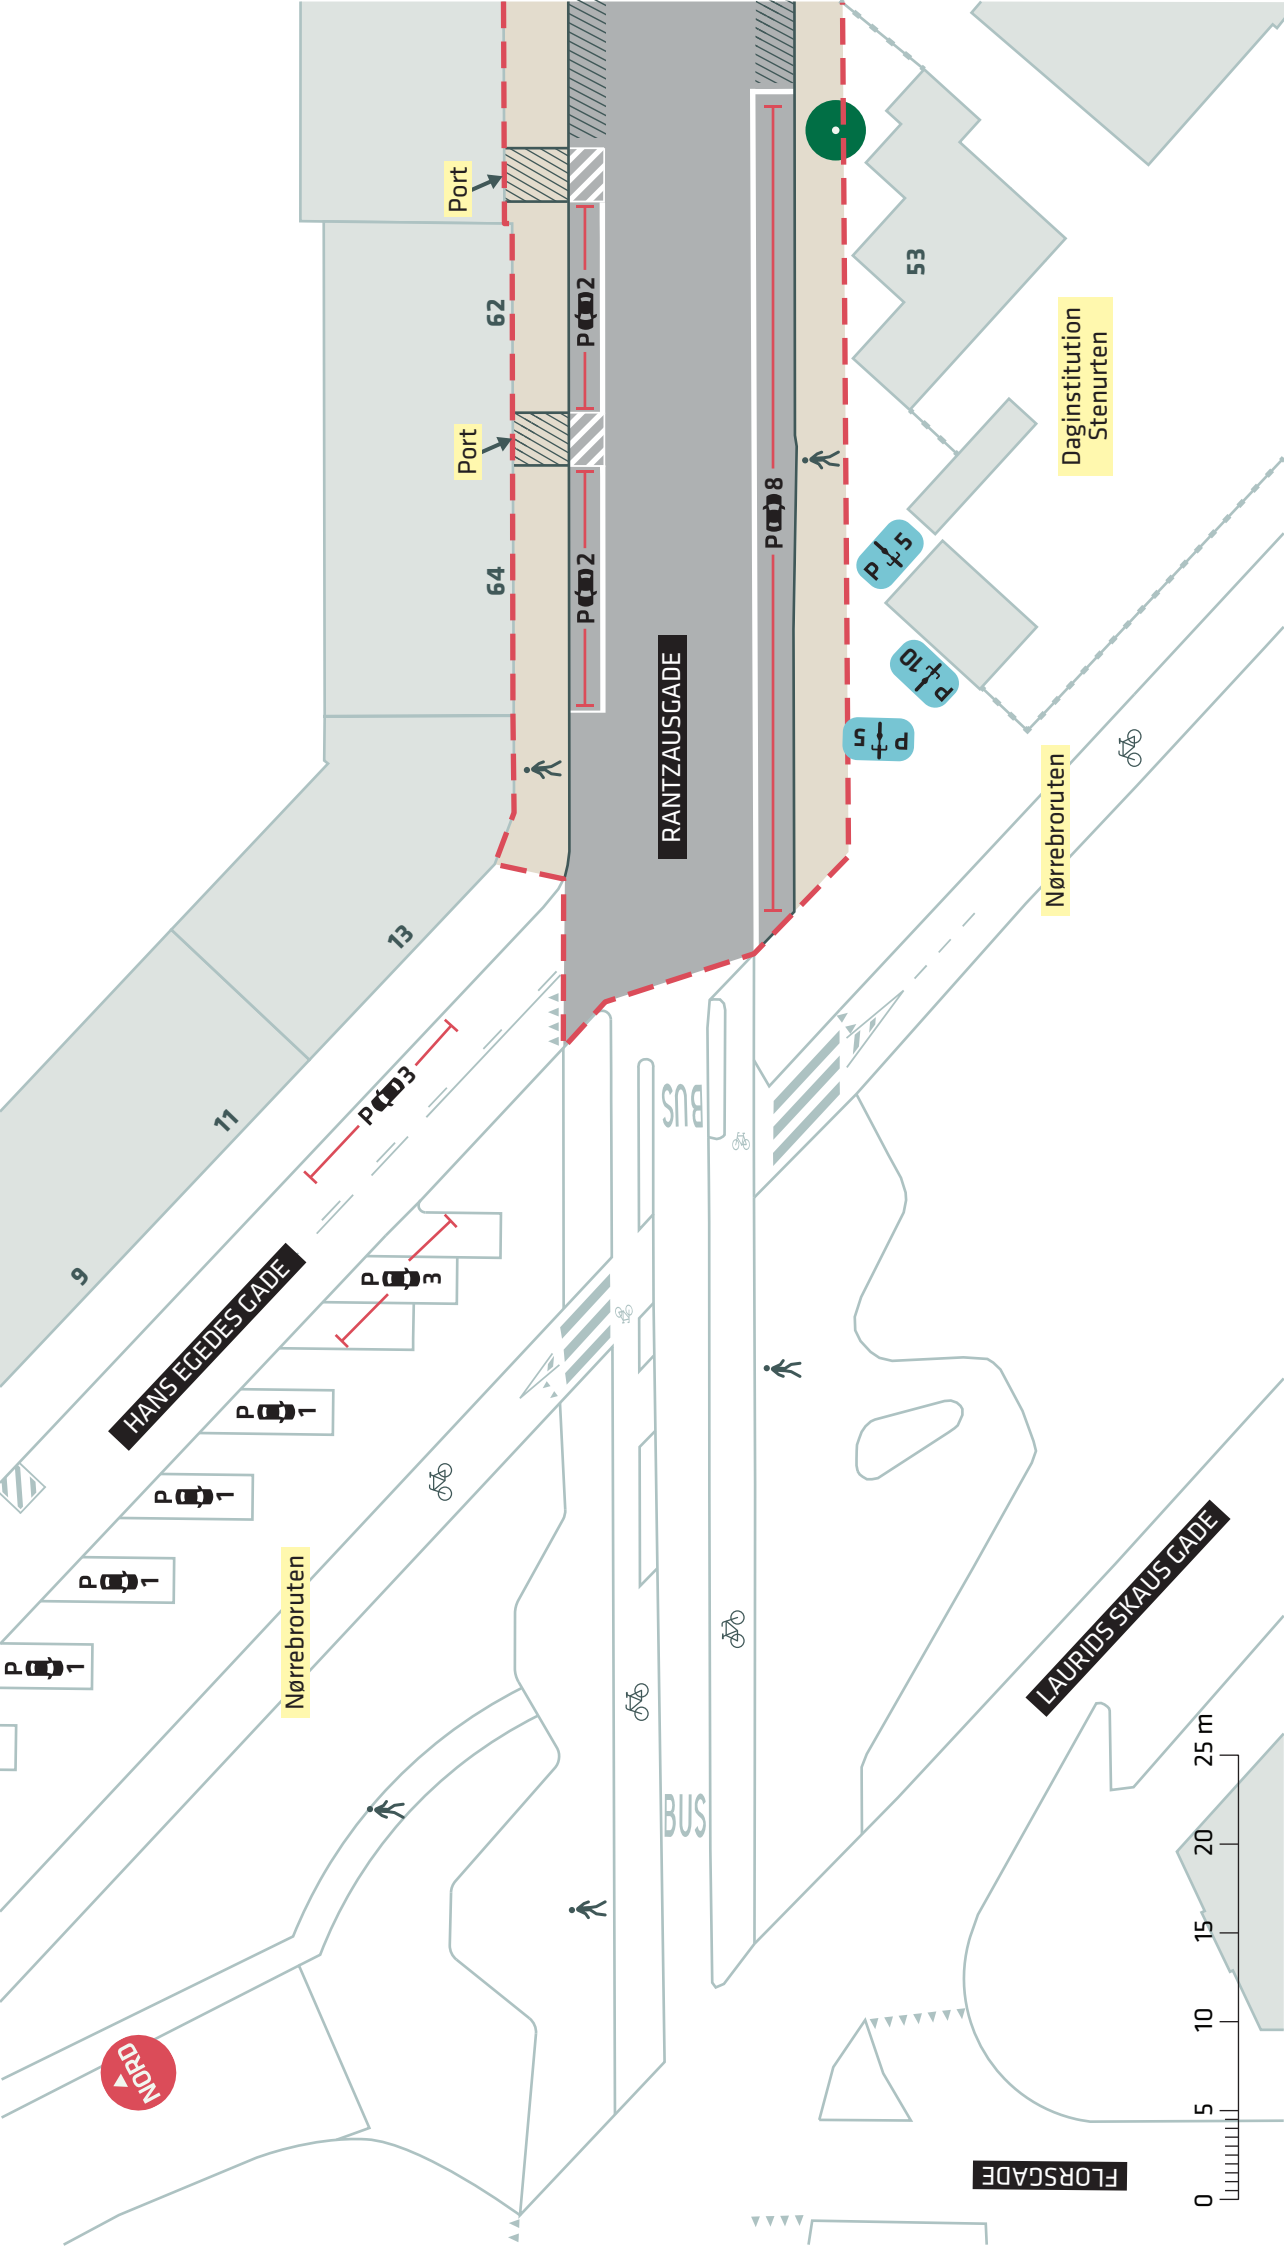 Port
62
P 2
53
Port
64
P 2
P 8
Daginstitution
Stenurten
P 5
P 10
P 5
RANTZAUSGADE
Nørrebroruten
13
11
9
P 3
BUS
HANS EGEDES GADE
P 3
P 1
P 1
P 1
P 1
Nørrebroruten
BUS
LAURIDS SKAUS GADE
NORD
FLORSGADE
0 5 10 15 20 25 m